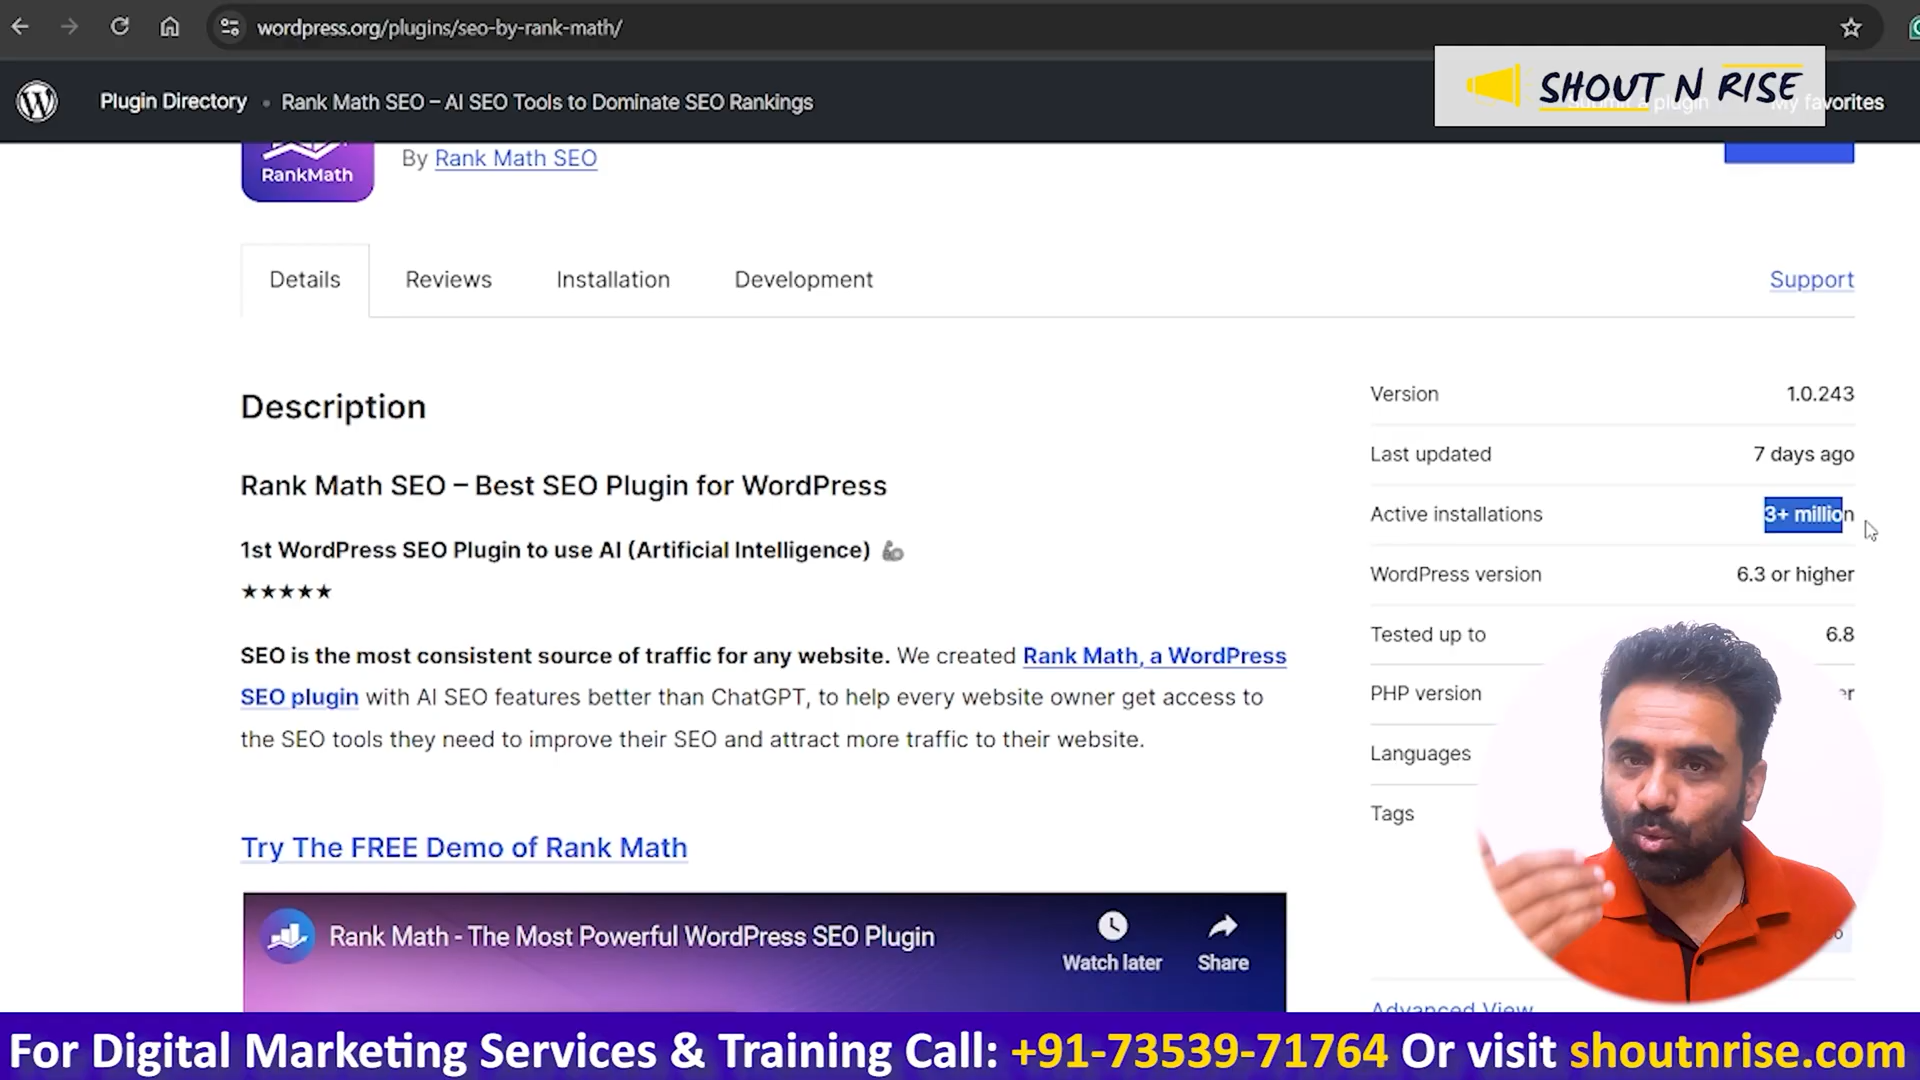 wordpress.org/plugins/seo-by-rank-math/
Plugin Directory • Rank Math SEO – AI SEO Tools to Dominate SEO Rankings
Submit a plugin
My favorites
SHOUT N RISE
RankMath
By Rank Math SEO
Details
Reviews
Installation
Development
Support
Description
Rank Math SEO – Best SEO Plugin for WordPress
1st WordPress SEO Plugin to use AI (Artificial Intelligence)
★★★★★
SEO is the most consistent source of traffic for any website. We created Rank Math, a WordPress
SEO plugin with AI SEO features better than ChatGPT, to help every website owner get access to
the SEO tools they need to improve their SEO and attract more traffic to their website.
Try The FREE Demo of Rank Math
Rank Math - The Most Powerful WordPress SEO Plugin
Watch later
Share
Version 1.0.243
Last updated 7 days ago
Active installations 3+ million
WordPress version 6.3 or higher
Tested up to 6.8
PHP version
Languages
Tags
Advanced View
For Digital Marketing Services & Training Call: +91-73539-71764 Or visit shoutnrise.com